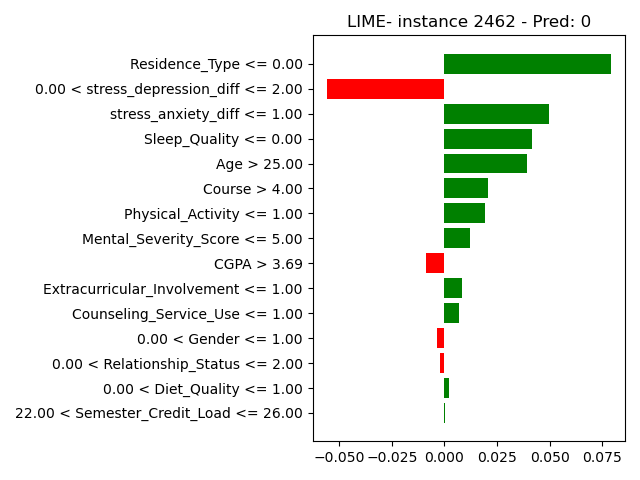 LIME- instance 2462 - Pred: 0
Residence_Type <= 0.00
0.00 < stress_depression_diff <= 2.00
stress_anxiety_diff <= 1.00
Sleep_Quality <= 0.00
Age > 25.00
Course > 4.00
Physical_Activity <= 1.00
Mental_Severity_Score <= 5.00
CGPA > 3.69
Extracurricular_Involvement <= 1.00
Counseling_Service_Use <= 1.00
0.00 < Gender <= 1.00
0.00 < Relationship_Status <= 2.00
0.00 < Diet_Quality <= 1.00
22.00 < Semester_Credit_Load <= 26.00
−0.050 −0.025 0.000 0.025 0.050 0.075